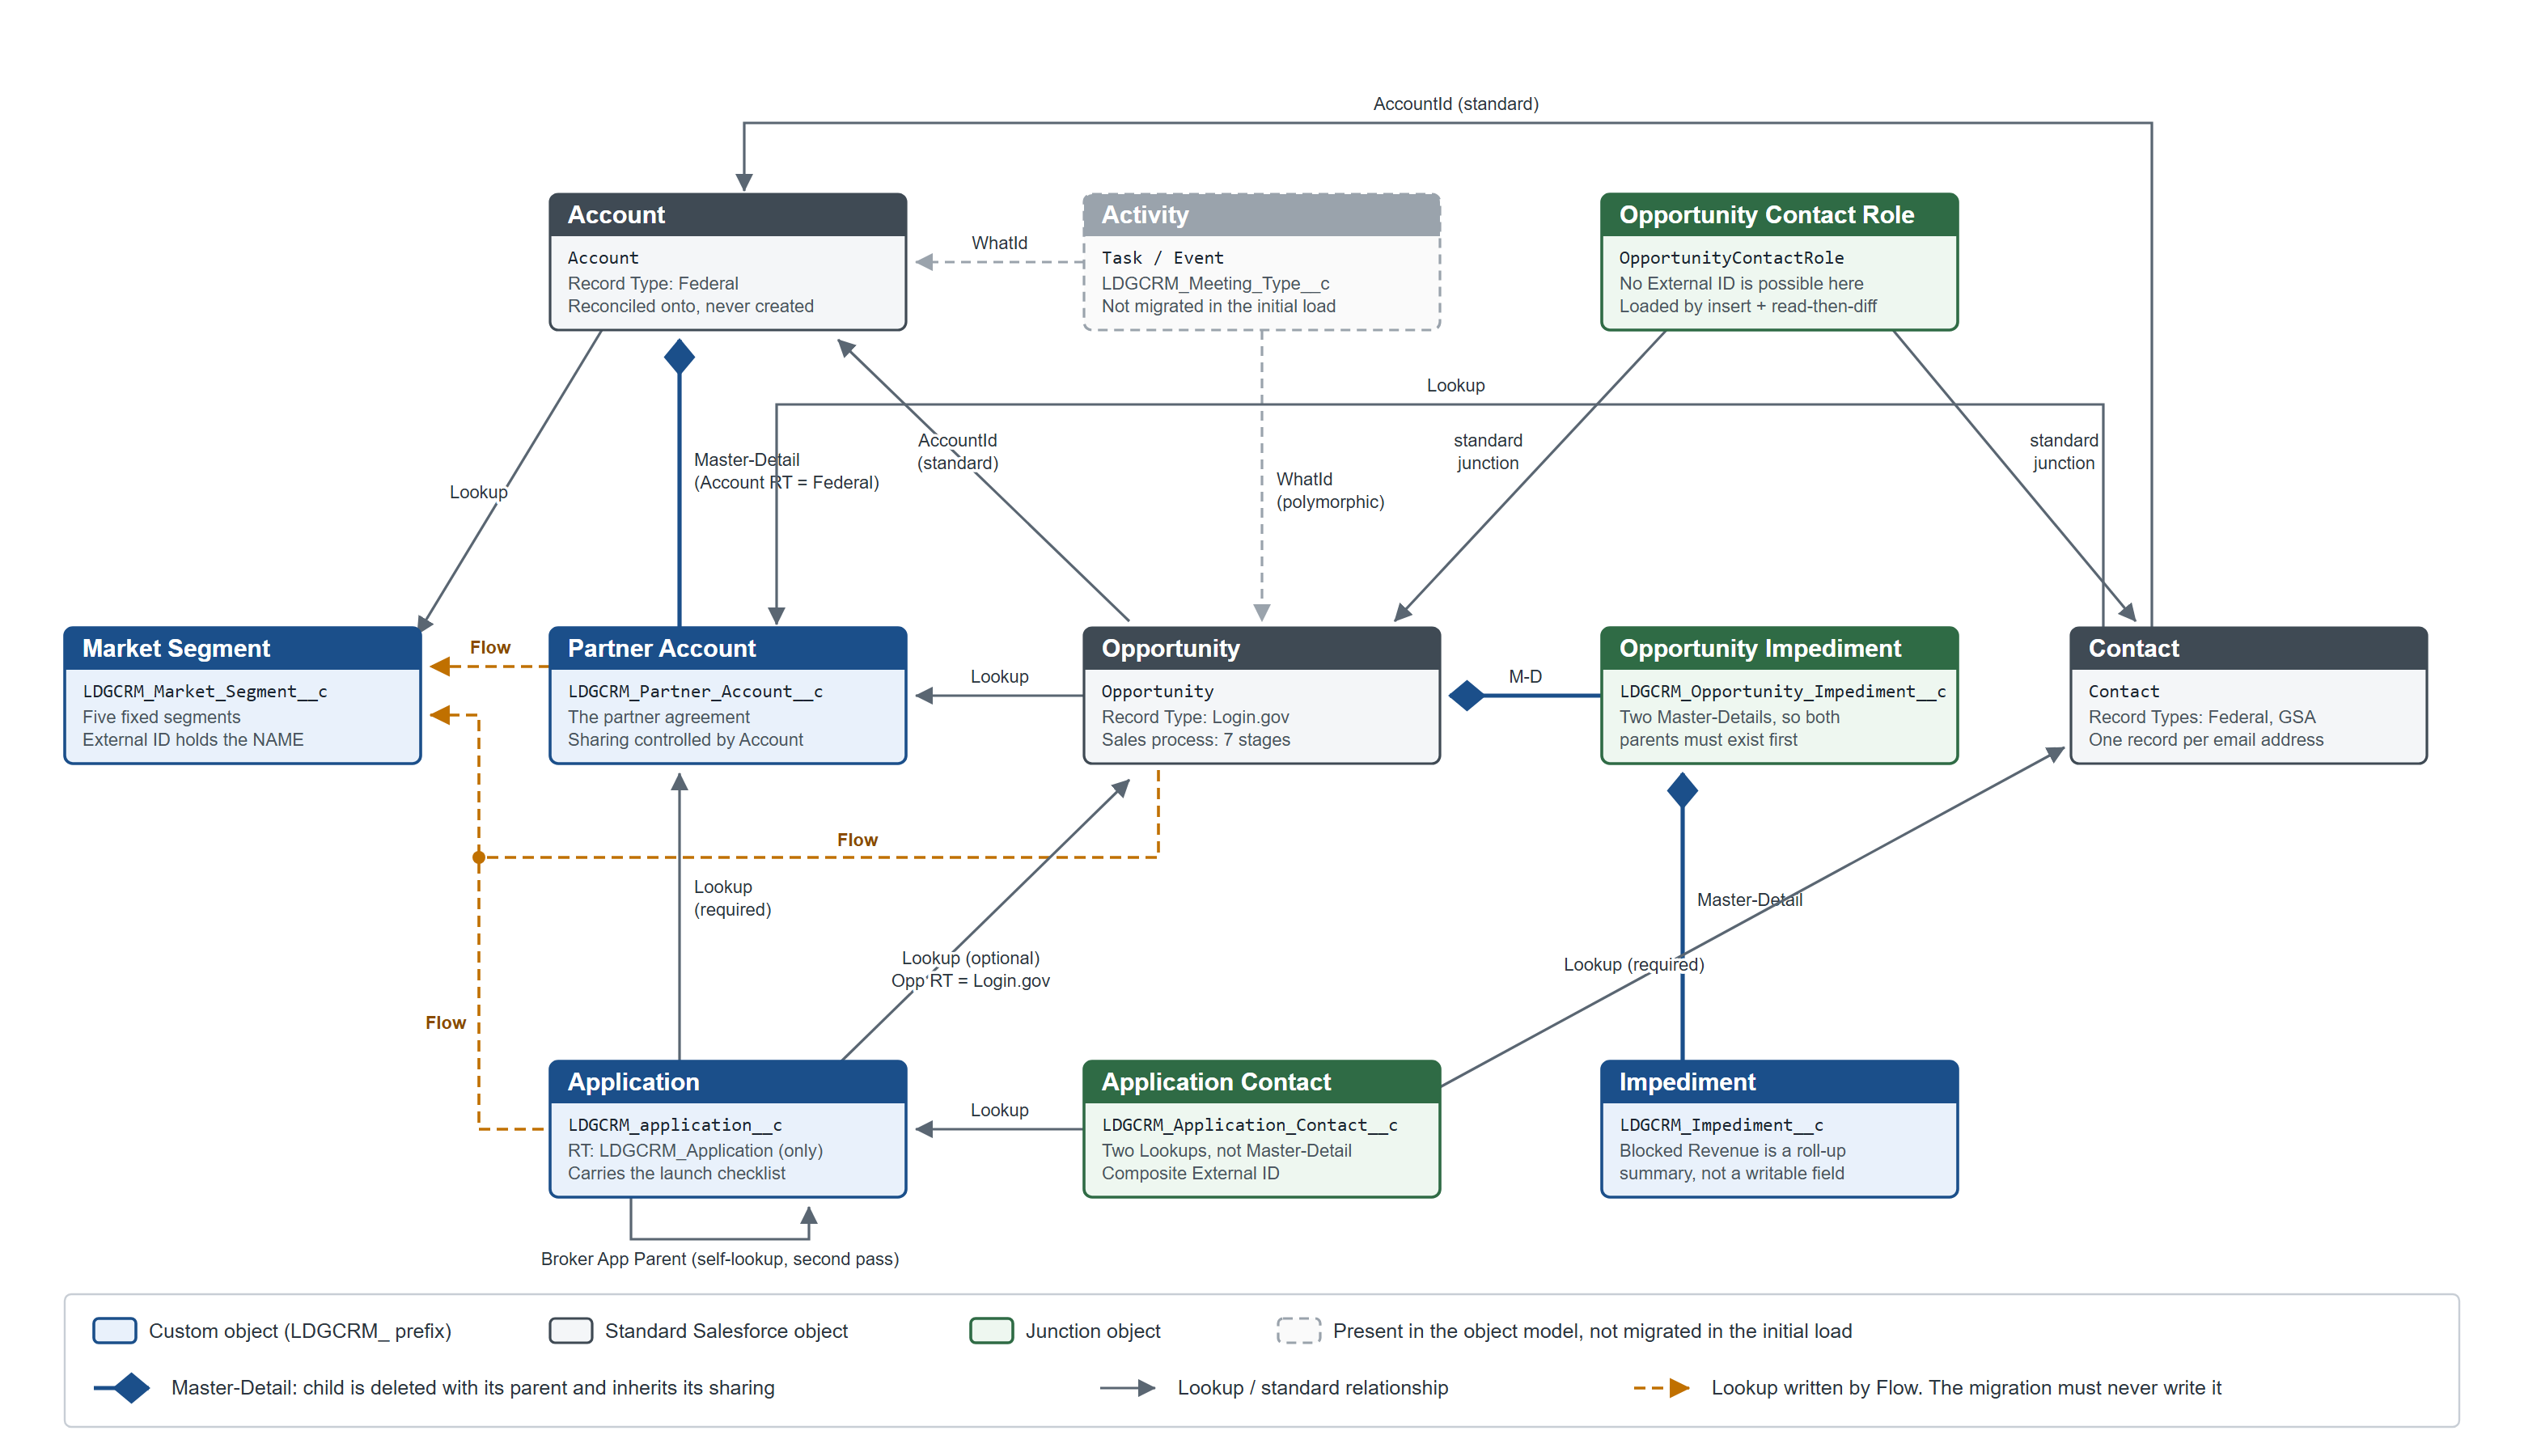 AccountId (standard)
Account
Account
Record Type: Federal
Reconciled onto, never created
WhatId
Activity
Task / Event
LDGCRM_Meeting_Type__c
Not migrated in the initial load
Opportunity Contact Role
OpportunityContactRole
No External ID is possible here
Loaded by insert + read-then-diff
Lookup
Lookup
Master-Detail
(Account RT = Federal)
AccountId
(standard)
WhatId
(polymorphic)
standard
junction
standard
junction
Market Segment
LDGCRM_Market_Segment__c
Five fixed segments
External ID holds the NAME
Flow
Partner Account
LDGCRM_Partner_Account__c
The partner agreement
Sharing controlled by Account
Lookup
Opportunity
Opportunity
Record Type: Login.gov
Sales process: 7 stages
M-D
Opportunity Impediment
LDGCRM_Opportunity_Impediment__c
Two Master-Details, so both
parents must exist first
Contact
Contact
Record Types: Federal, GSA
One record per email address
Flow
Lookup
(required)
Lookup (optional)
Opp RT = Login.gov
Master-Detail
Lookup (required)
Flow
Application
LDGCRM_application__c
RT: LDGCRM_Application (only)
Carries the launch checklist
Lookup
Application Contact
LDGCRM_Application_Contact__c
Two Lookups, not Master-Detail
Composite External ID
Impediment
LDGCRM_Impediment__c
Blocked Revenue is a roll-up
summary, not a writable field
Broker App Parent (self-lookup, second pass)
Custom object (LDGCRM_ prefix)
Standard Salesforce object
Junction object
Present in the object model, not migrated in the initial load
Master-Detail: child is deleted with its parent and inherits its sharing
Lookup / standard relationship
Lookup written by Flow. The migration must never write it